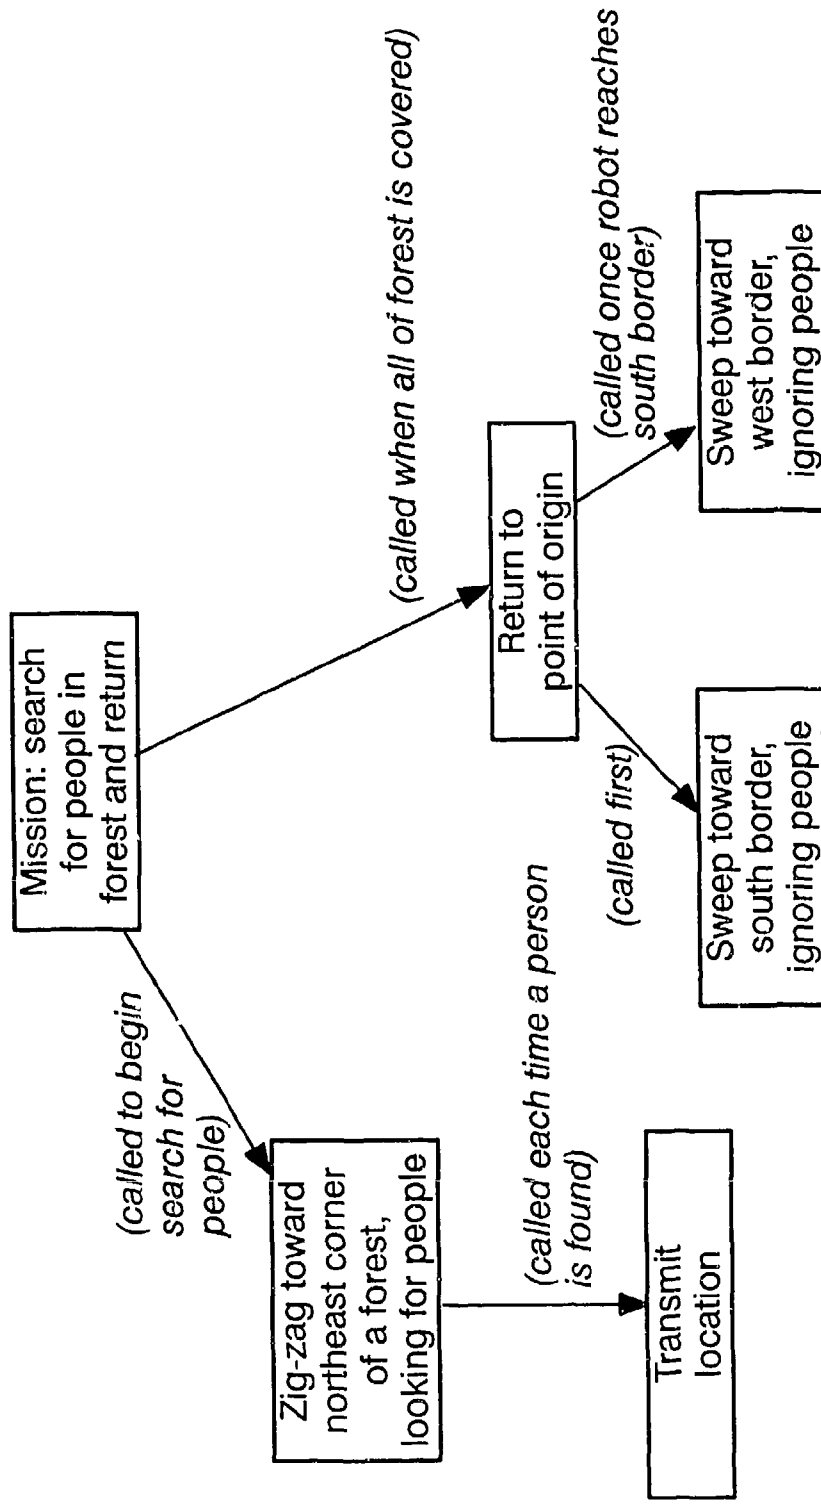 Mission: search
for people in
forest and return
(called to begin
search for
people)
(called when all of forest is covered)
Zig-zag toward
northeast corner
of a forest,
looking for people
Return to
point of origin
(called each time a person
is found)
(called first)
(called once robot reaches
south border)
Transmit
location
Sweep toward
south border,
ignoring people
Sweep toward
west border,
ignoring people